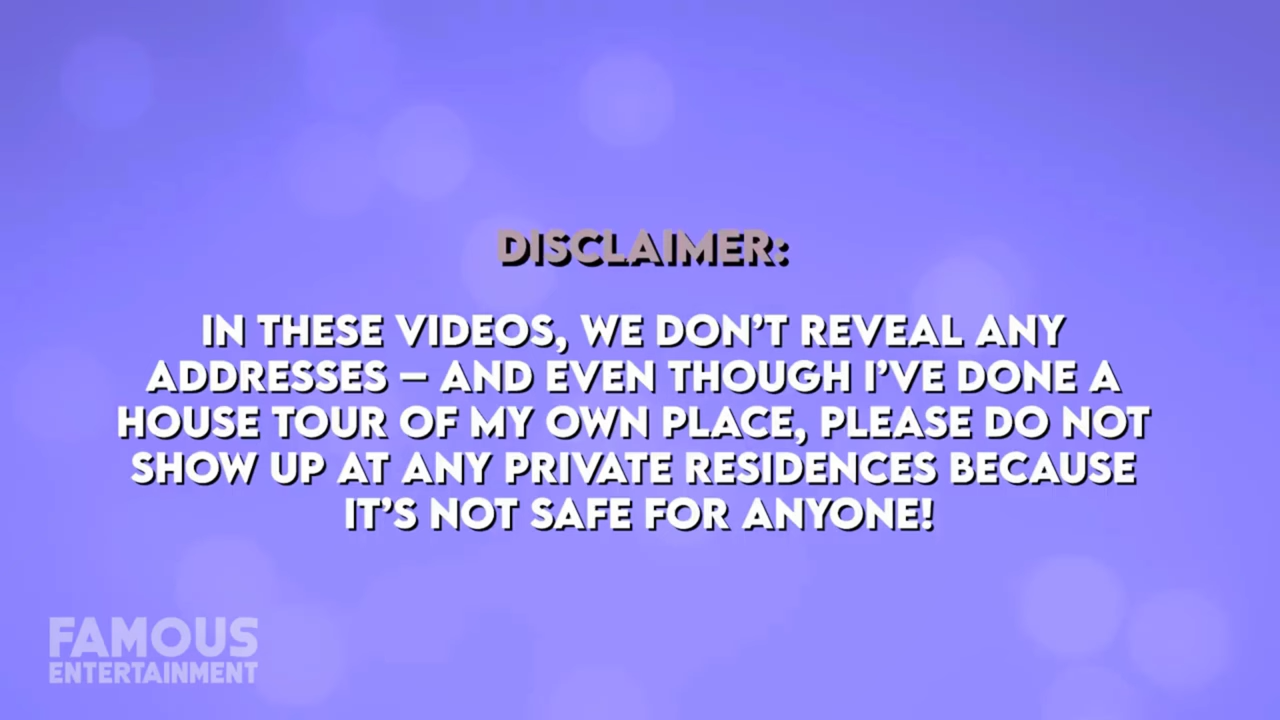 DISCLAIMER:
IN THESE VIDEOS, WE DON'T REVEAL ANY
ADDRESSES – AND EVEN THOUGH I'VE DONE A
HOUSE TOUR OF MY OWN PLACE, PLEASE DO NOT
SHOW UP AT ANY PRIVATE RESIDENCES BECAUSE
IT'S NOT SAFE FOR ANYONE!
FAMOUS
ENTERTAINMENT